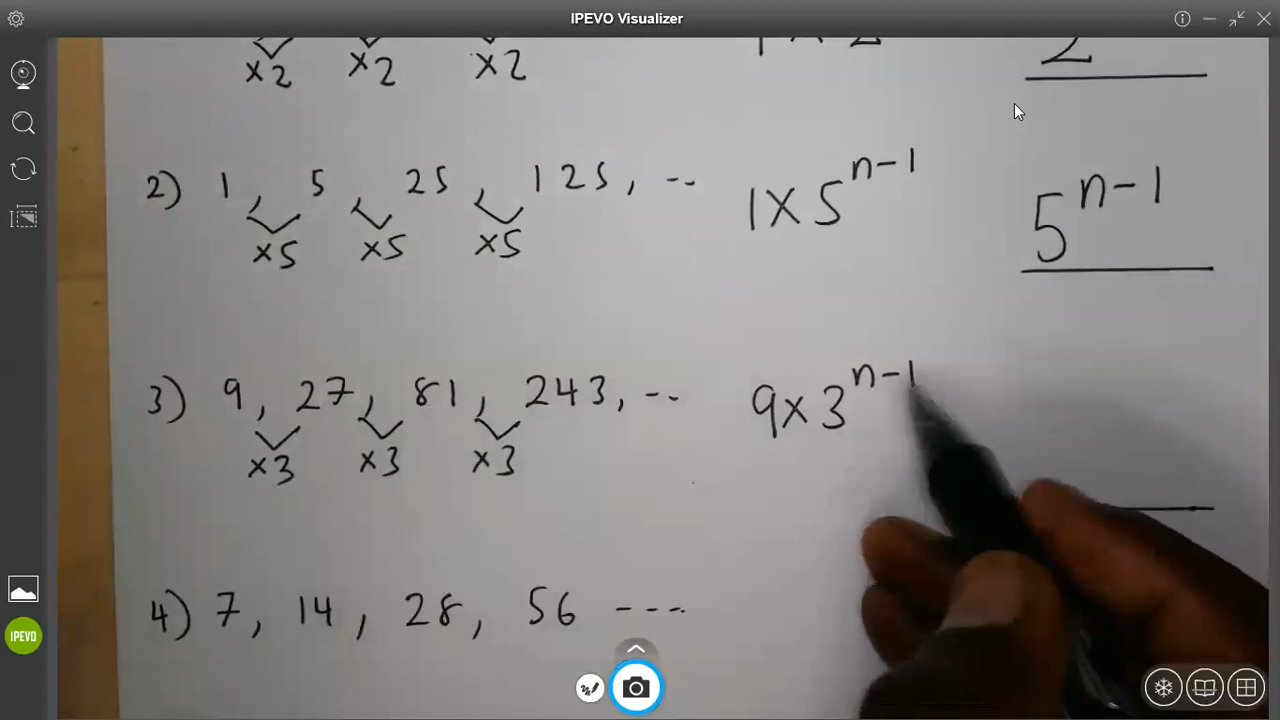 IPEVO Visualizer
×2 ×2 ×2
2) 1, 5, 25, 125, -- 1×5^{n-1} 5^{n-1}
×5 ×5 ×5
3) 9, 27, 81, 243, -- 9×3^{n-1}
×3 ×3 ×3
4) 7, 14, 28, 56 ---
IPEVO